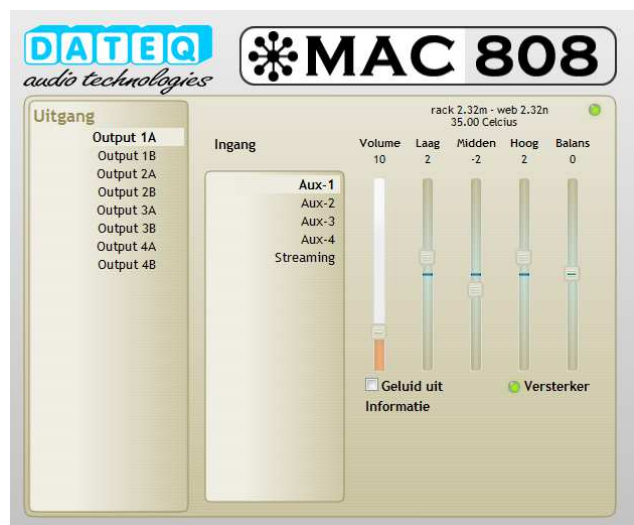 DATEQ
audio technologies
MAC 808
rack 2.32m - web 2.32n
35.00 Celcius
Uitgang
Output 1A
Output 1B
Output 2A
Output 2B
Output 3A
Output 3B
Output 4A
Output 4B
Ingang
Aux-1
Aux-2
Aux-3
Aux-4
Streaming
Volume Laag Midden Hoog Balans
10 2 -2 2 0
Geluid uit Versterker
Informatie